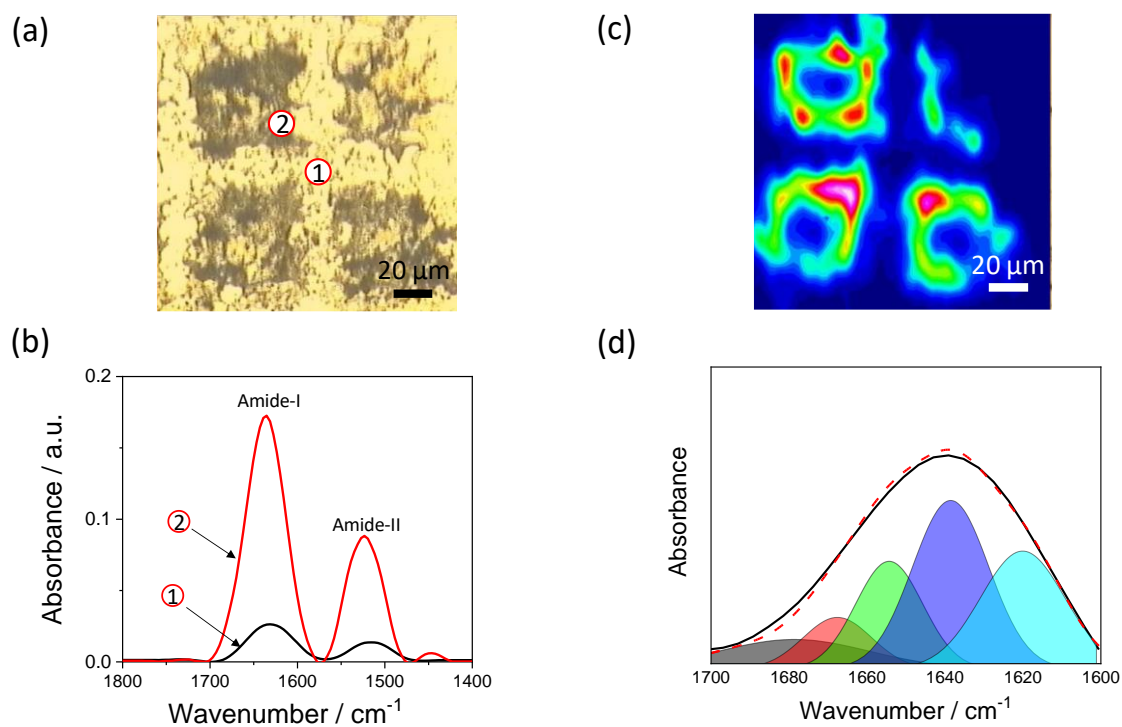 (a)
②
①
20 µm
(c)
20 µm
(b)
0.2
0.1
0.0
Absorbance / a.u.
Amide-I
Amide-II
②
①
1800 1700 1600 1500 1400
Wavenumber / cm⁻¹
(d)
Absorbance
1700 1680 1660 1640 1620 1600
Wavenumber / cm⁻¹